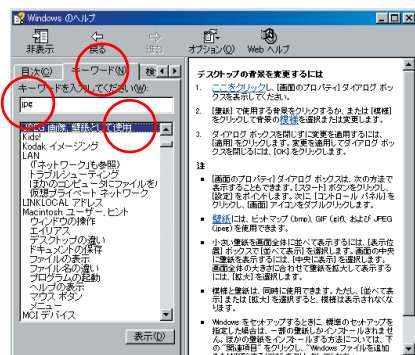 Windows のヘルプ
非表示
戻る
オプション(O)
Web ヘルプ
目次(C)
キーワード(N)
検
キーワードを入力してください(W):
jpe
JPEG 画像、壁紙として使用
Kids!
Kodak イメージング
LAN
(「ネットワーク」も参照)
トラブルシューティング
ほかのコンピュータにファイルを
仮想プライベート ネットワーク
LINKLOCAL アドレス
Macintosh ユーザー、ヒント
ウィンドウの操作
エイリアス
デスクトップの違い
ドキュメントの保存
ファイルの表示
ファイル名の違い
プログラムの起動
ヘルプの表示
マウス ボタン
メニュー
MCI デバイス
表示(D)
デスクトップの背景を変更するには
1. ここをクリックし、[画面のプロパティ] ダイアログ ボッ
クスを表示してください。
2. [壁紙] で使用する背景をクリックするか、または [模様]
をクリックして背景の模様を選択または変更します。
3. ダイアログ ボックスを閉じずに変更を適用するには、
[適用] をクリックします。変更を適用してダイアログ ボッ
クスを閉じるには、[OK] をクリックします。
注
▪ [画面のプロパティ] ダイアログ ボックスは、次の方法で
表示することもできます。[スタート] ボタンをクリックし、
[設定] をポイントします。次に [コントロール パネル] を
クリックし、[画面] アイコンをダブルクリックします。
▪ 壁紙には、ビットマップ (bmp)、GIF (gif)、および JPEG
(jpeg) を使用できます。
▪ 小さい壁紙を画面全体に並べて表示するには、[表示位
置] ボックスで [並べて表示] を選択します。画面の中央
に壁紙を表示するには、[中央に表示] を選択します。
画面全体の大きさに合わせて壁紙を拡大して表示する
には、[拡大] を選択します。
▪ 模様と壁紙は、同時に使用できます。ただし、[並べて表
示] または [拡大] を選択すると、模様は表示されなくな
ります。
▪ Windows をセットアップするときに 標準のセットアップを
指定した場合は、一部の壁紙しかインストールされませ
ん。ほかの壁紙をインストールする方法については、下
の "関連項目" をクリックし、"Windows ファイルを追加